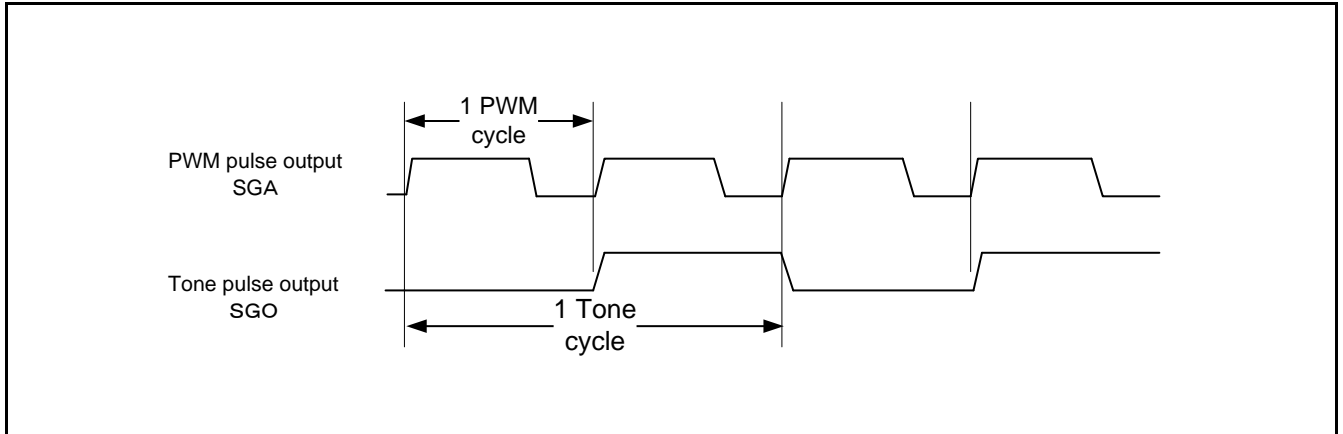 1 PWM
cycle
PWM pulse output
SGA
Tone pulse output
SGO
1 Tone
cycle